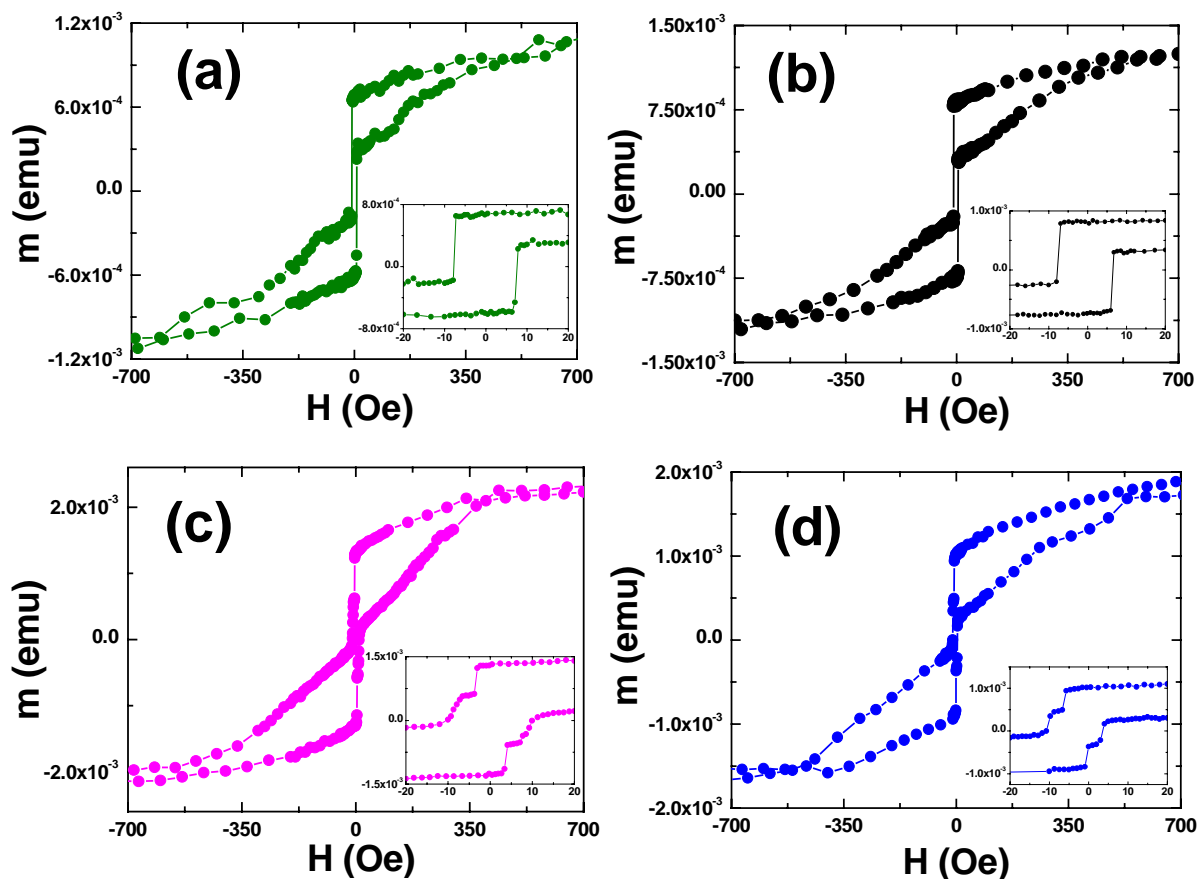 (a)
m (emu)
1.2x10⁻³
6.0x10⁻⁴
0.0
-6.0x10⁻⁴
-1.2x10⁻³
-700 -350 0 350 700
H (Oe)
8.0x10⁻⁴
0.0
-8.0x10⁻⁴
-20 -10 0 10 20
(b)
m (emu)
1.50x10⁻³
7.50x10⁻⁴
0.00
-7.50x10⁻⁴
-1.50x10⁻³
-700 -350 0 350 700
H (Oe)
1.0x10⁻³
0.0
-1.0x10⁻³
-20 -10 0 10 20
(c)
m (emu)
2.0x10⁻³
0.0
-2.0x10⁻³
-700 -350 0 350 700
H (Oe)
1.5x10⁻³
0.0
-1.5x10⁻³
-20 -10 0 10 20
(d)
m (emu)
2.0x10⁻³
1.0x10⁻³
0.0
-1.0x10⁻³
-2.0x10⁻³
-700 -350 0 350 700
H (Oe)
1.0x10⁻³
0.0
-1.0x10⁻³
-20 -10 0 10 20